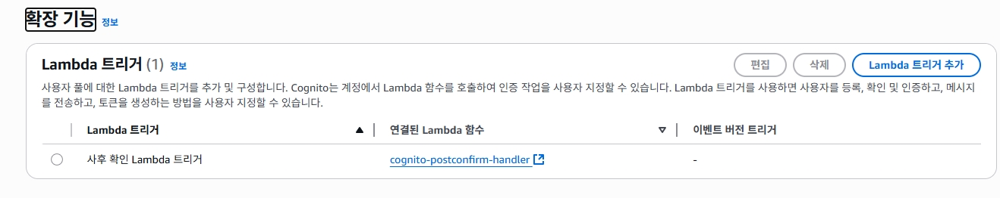 확장 기능 정보
Lambda 트리거 (1) 정보
편집 삭제 Lambda 트리거 추가
사용자 풀에 대한 Lambda 트리거를 추가 및 구성합니다. Cognito는 계정에서 Lambda 함수를 호출하여 인증 작업을 사용자 지정할 수 있습니다. Lambda 트리거를 사용하면 사용자를 등록, 확인 및 인증하고, 메시지
를 전송하고, 토큰을 생성하는 방법을 사용자 지정할 수 있습니다.
Lambda 트리거 연결된 Lambda 함수 이벤트 버전 트리거
사후 확인 Lambda 트리거 cognito-postconfirm-handler -